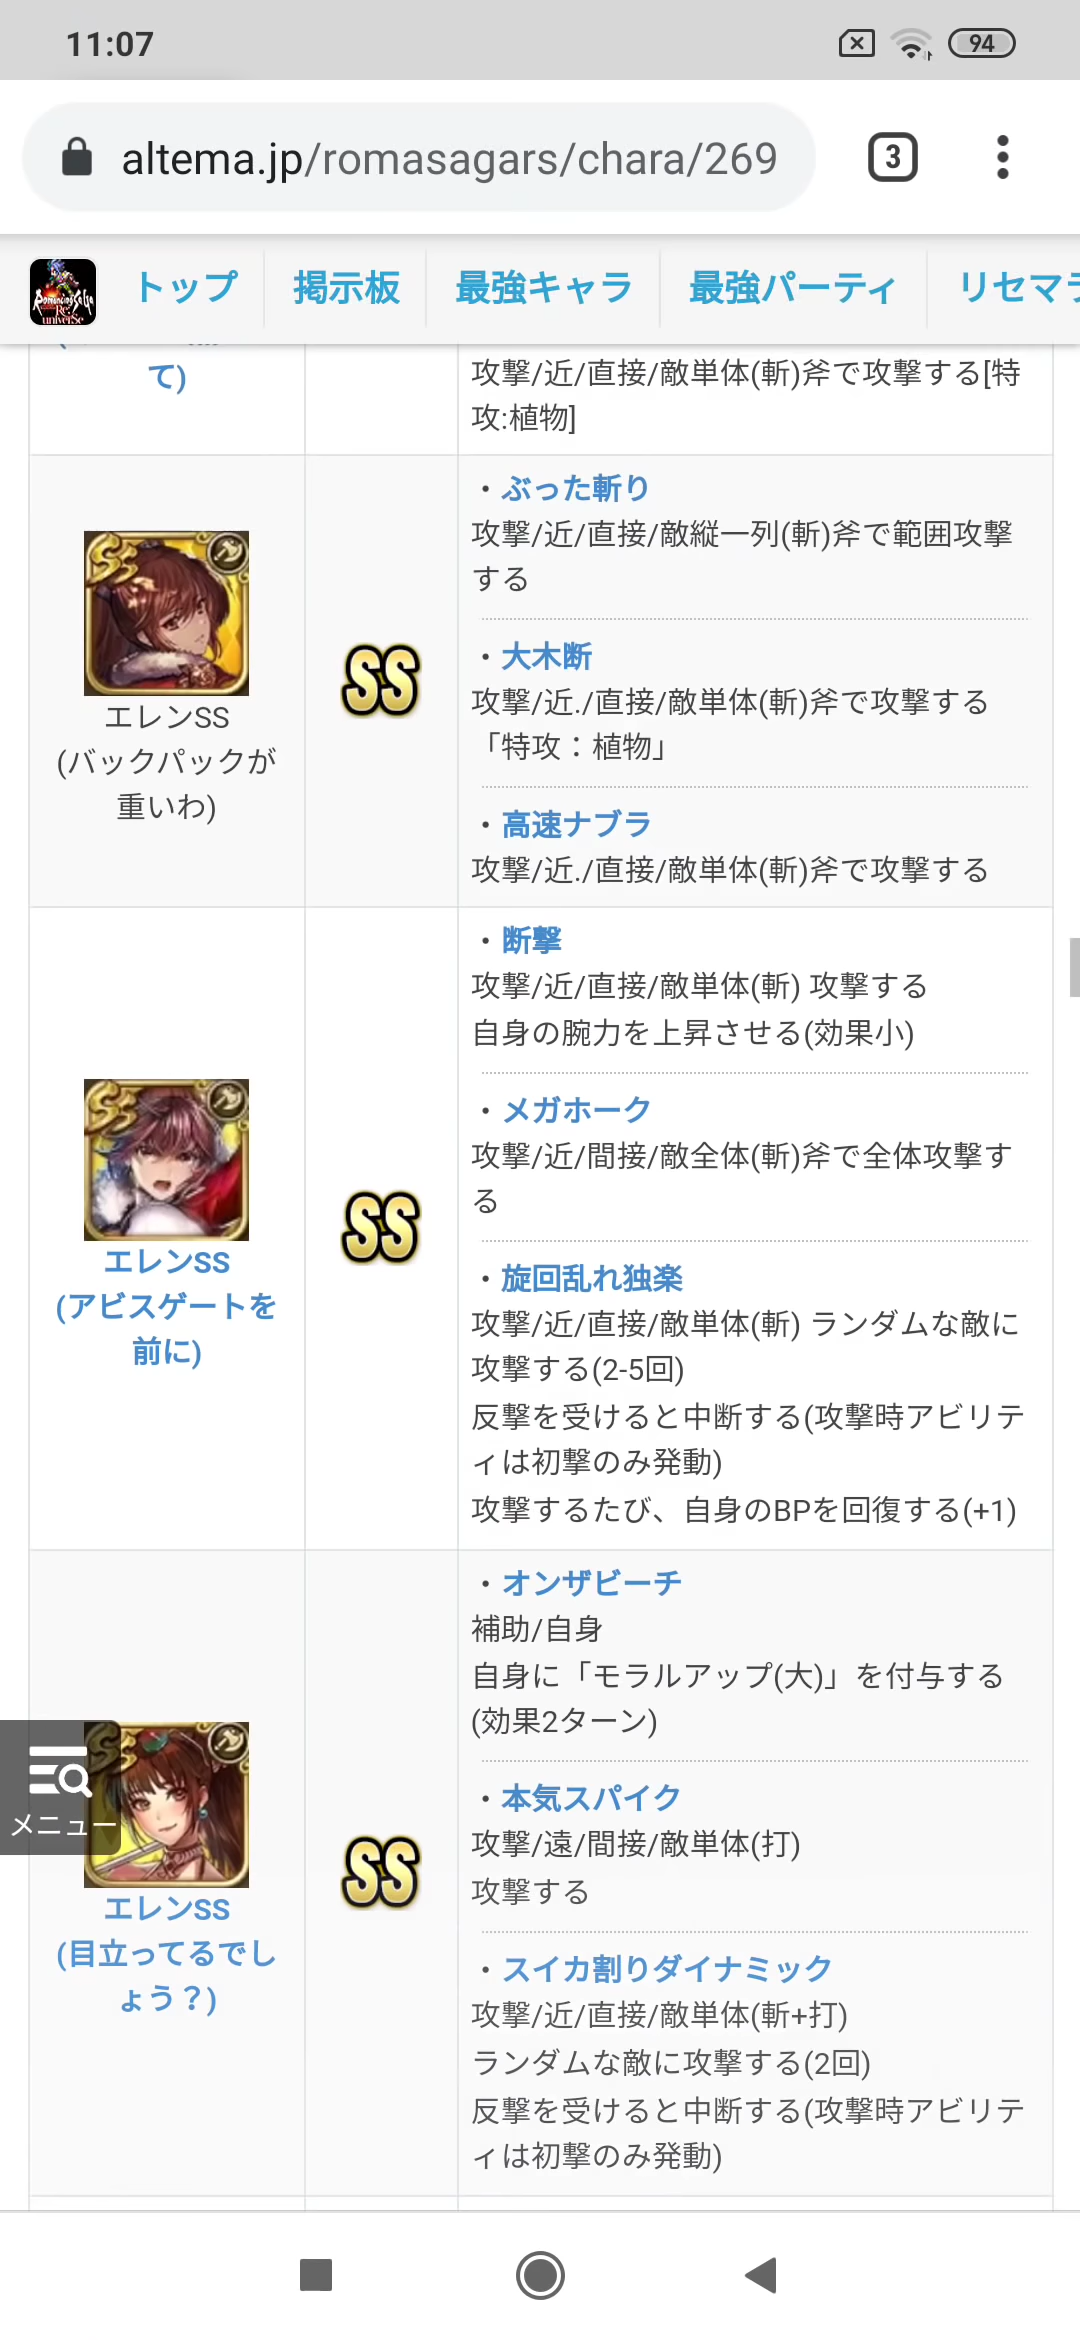 11:07
94
altema.jp/romasagars/chara/269
3
Romancing SaGa
Re:
universe
トップ
掲示板
最強キャラ
最強パーティ
リセマラ
て)
攻撃/近/直接/敵単体(斬)斧で攻撃する[特
攻:植物]
SS
エレンSS
(バックパックが
重いわ)
SS
・ぶった斬り
攻撃/近/直接/敵縦一列(斬)斧で範囲攻撃
する
・大木断
攻撃/近./直接/敵単体(斬)斧で攻撃する
「特攻：植物」
・高速ナブラ
攻撃/近./直接/敵単体(斬)斧で攻撃する
SS
エレンSS
(アビスゲートを
前に)
SS
・断撃
攻撃/近/直接/敵単体(斬) 攻撃する
自身の腕力を上昇させる(効果小)
・メガホーク
攻撃/近/間接/敵全体(斬)斧で全体攻撃す
る
・旋回乱れ独楽
攻撃/近/直接/敵単体(斬) ランダムな敵に
攻撃する(2-5回)
反撃を受けると中断する(攻撃時アビリテ
ィは初撃のみ発動)
攻撃するたび、自身のBPを回復する(+1)
SS
メニュー
エレンSS
(目立ってるでし
ょう？)
SS
・オンザビーチ
補助/自身
自身に「モラルアップ(大)」を付与する
(効果2ターン)
・本気スパイク
攻撃/遠/間接/敵単体(打)
攻撃する
・スイカ割りダイナミック
攻撃/近/直接/敵単体(斬+打)
ランダムな敵に攻撃する(2回)
反撃を受けると中断する(攻撃時アビリテ
ィは初撃のみ発動)